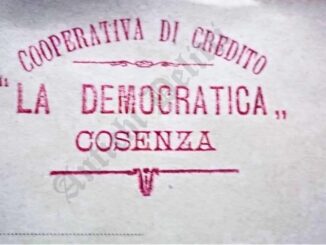 COOPERATIVA DI CREDITO
"LA DEMOCRATICA„
COSENZA